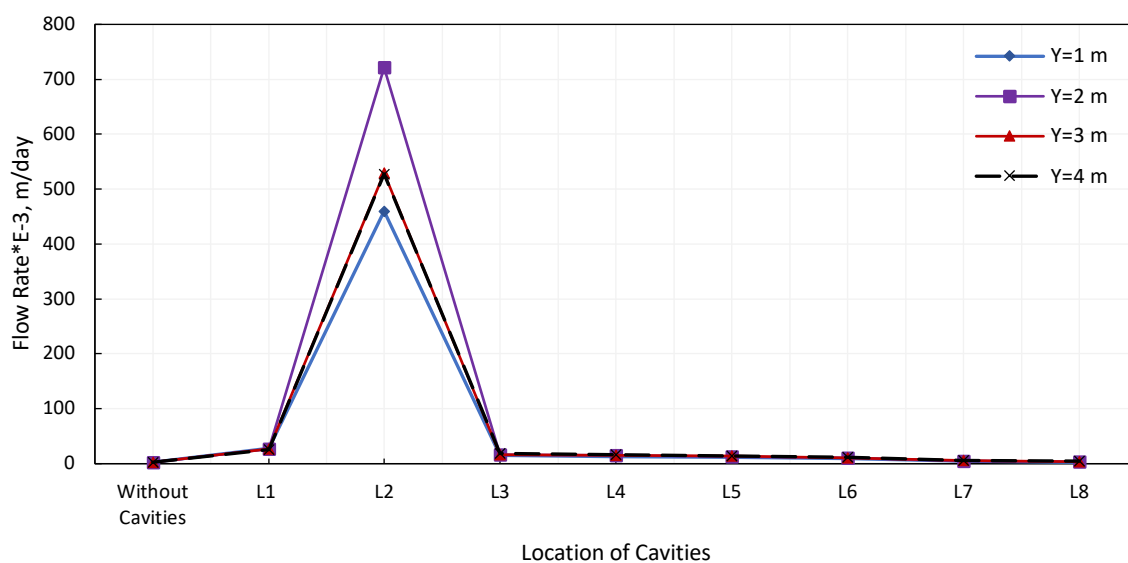 800
700
600
500
400
300
200
100
0
Flow Rate*E-3, m/day
Y=1 m
Y=2 m
Y=3 m
Y=4 m
Without
Cavities
L1
L2
L3
L4
L5
L6
L7
L8
Location of Cavities